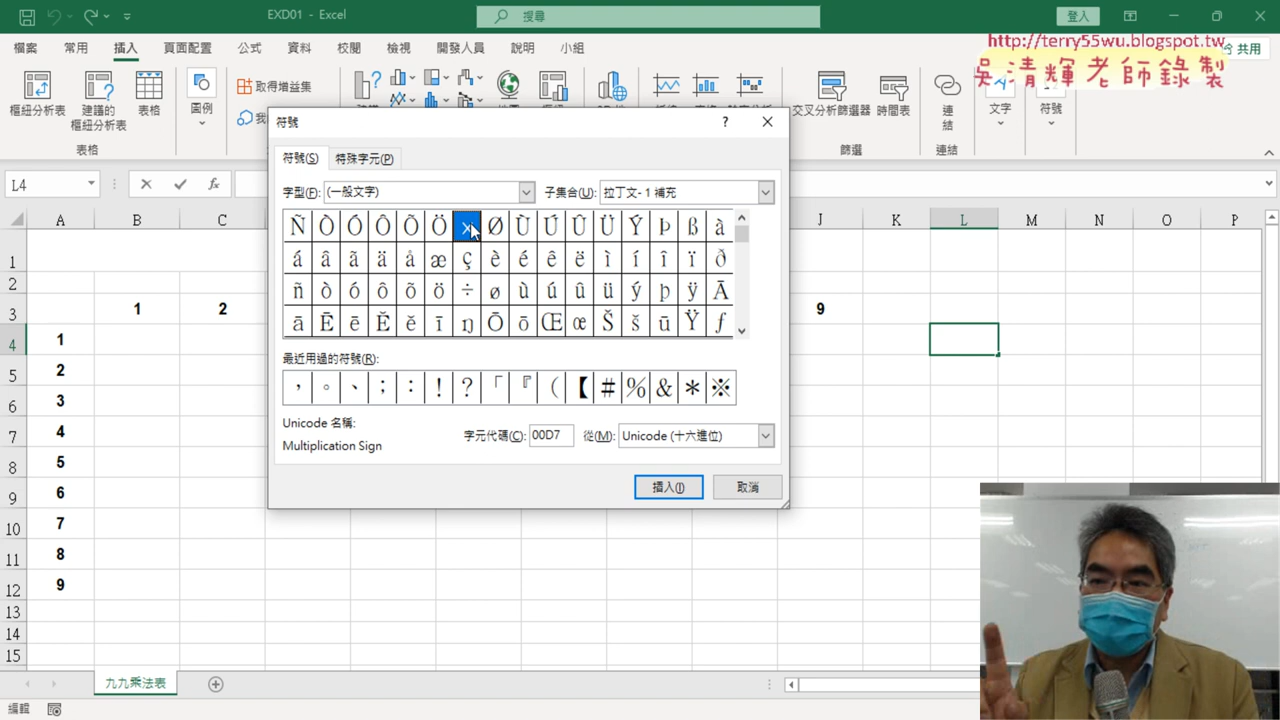 EXD01 - Excel
搜尋
登入
檔案 常用 插入 頁面配置 公式 資料 校閱 檢視 開發人員 說明 小組
共用
http://terry55wu.blogspot.tw
吳清輝老師錄製
樞紐分析表 建議的樞紐分析表 表格 圖例 取得增益集 交叉分析篩選器 時間表 連結 文字 符號
表格 篩選 連結
L4
fx
A B C J K L M N O P
符號 ?
符號(S) 特殊字元(P)
字型(F): (一般文字) 子集合(U): 拉丁文- 1 補充
Ñ Ò Ó Ô Õ Ö × Ø Ù Ú Û Ü Ý Þ ß à
á â ã ä å æ ç è é ê ë ì í î ï ð
ñ ò ó ô õ ö ÷ ø ù ú û ü ý þ ÿ Ā
ā Ē ē Ě ě ī ŋ Ō ō Œ œ Š š ū Ÿ ƒ
最近用過的符號(R):
， 。 、 ； ： ！ ？ 「 『 （ 【 # % & * ※
Unicode 名稱:
Multiplication Sign
字元代碼(C): 00D7 從(M): Unicode (十六進位)
插入(I) 取消
1
2
3 1 2 9
4 1
5 2
6 3
7 4
8 5
9 6
10 7
11 8
12 9
13
14
15
九九乘法表
編輯